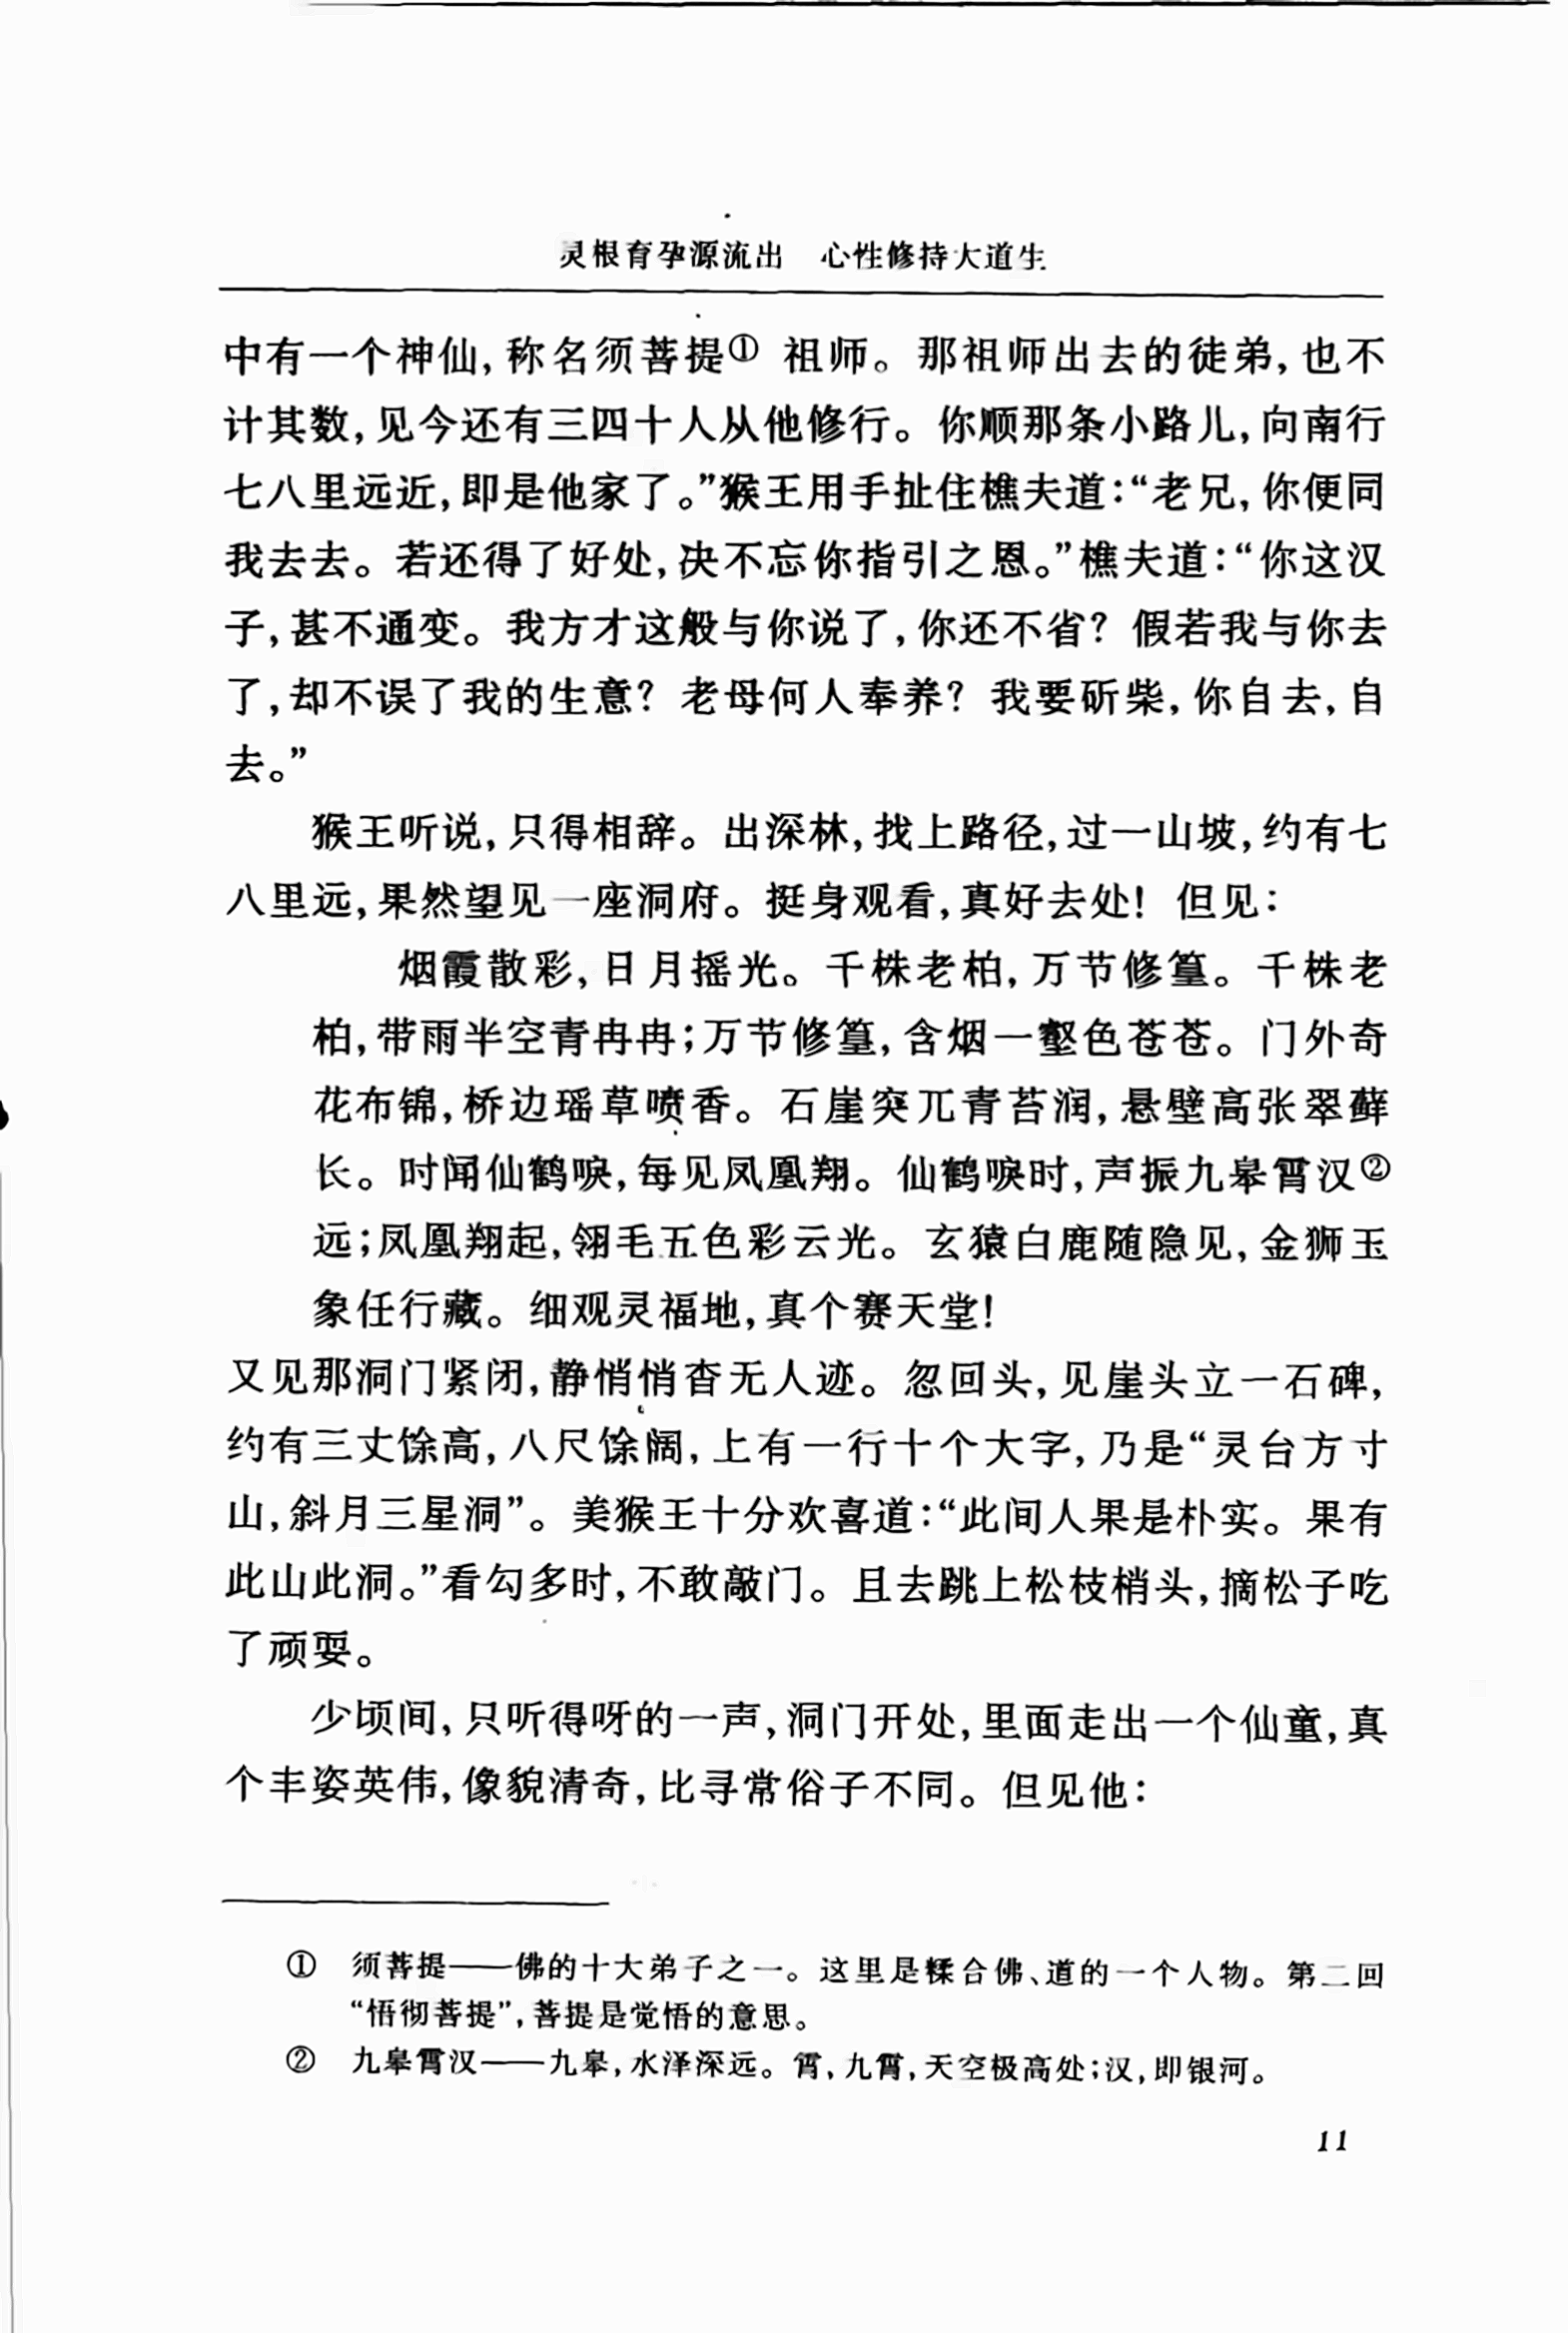 灵根育孕源流出　心性修持大道生
中有一个神仙，称名须菩提① 祖师。那祖师出去的徒弟，也不
计其数，见今还有三四十人从他修行。你顺那条小路儿，向南行
七八里远近，即是他家了。”猴王用手扯住樵夫道：“老兄，你便同
我去去。若还得了好处，决不忘你指引之恩。”樵夫道：“你这汉
子，甚不通变。我方才这般与你说了，你还不省？假若我与你去
了，却不误了我的生意？老母何人奉养？我要斫柴，你自去，自
去。”
猴王听说，只得相辞。出深林，找上路径，过一山坡，约有七
八里远，果然望见一座洞府。挺身观看，真好去处！但见：
烟霞散彩，日月摇光。千株老柏，万节修篁。千株老
柏，带雨半空青冉冉；万节修篁，含烟一壑色苍苍。门外奇
花布锦，桥边瑶草喷香。石崖突兀青苔润，悬壁高张翠藓
长。时闻仙鹤唳，每见凤凰翔。仙鹤唳时，声振九皋霄汉②
远；凤凰翔起，翎毛五色彩云光。玄猿白鹿随隐见，金狮玉
象任行藏。细观灵福地，真个赛天堂！
又见那洞门紧闭，静悄悄杳无人迹。忽回头，见崖头立一石碑，
约有三丈馀高，八尺馀阔，上有一行十个大字，乃是“灵台方寸
山，斜月三星洞”。美猴王十分欢喜道：“此间人果是朴实。果有
此山此洞。”看勾多时，不敢敲门。且去跳上松枝梢头，摘松子吃
了顽耍。
少顷间，只听得呀的一声，洞门开处，里面走出一个仙童，真
个丰姿英伟，像貌清奇，比寻常俗子不同。但见他：
① 须菩提——佛的十大弟子之一。这里是糅合佛、道的一个人物。第二回
“悟彻菩提”，菩提是觉悟的意思。
② 九皋霄汉——九皋，水泽深远。霄，九霄，天空极高处；汉，即银河。
11